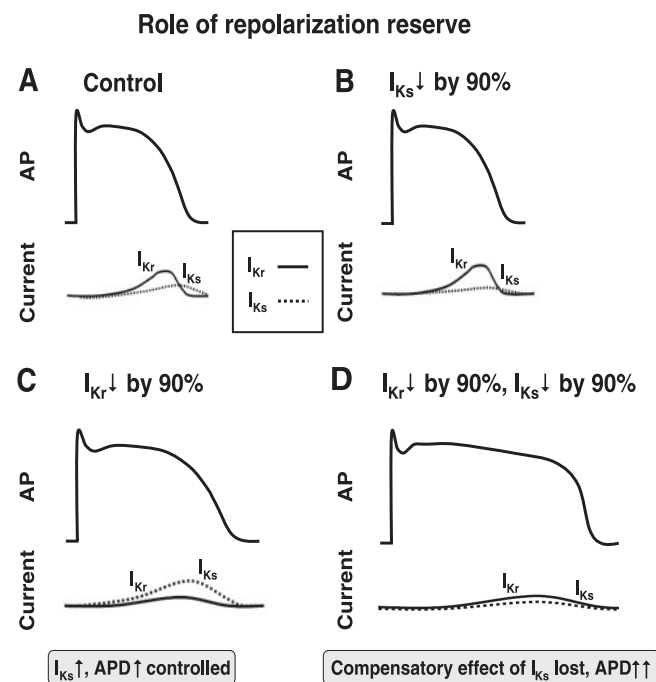 Role of repolarization reserve
A Control
AP
Current
IKr
IKs
IKr
IKs
B IKs↓ by 90%
AP
Current
IKr
IKs
C IKr↓ by 90%
AP
Current
IKr
IKs
IKs↑, APD↑ controlled
D IKr↓ by 90%, IKs↓ by 90%
AP
Current
IKr
IKs
Compensatory effect of IKs lost, APD↑↑